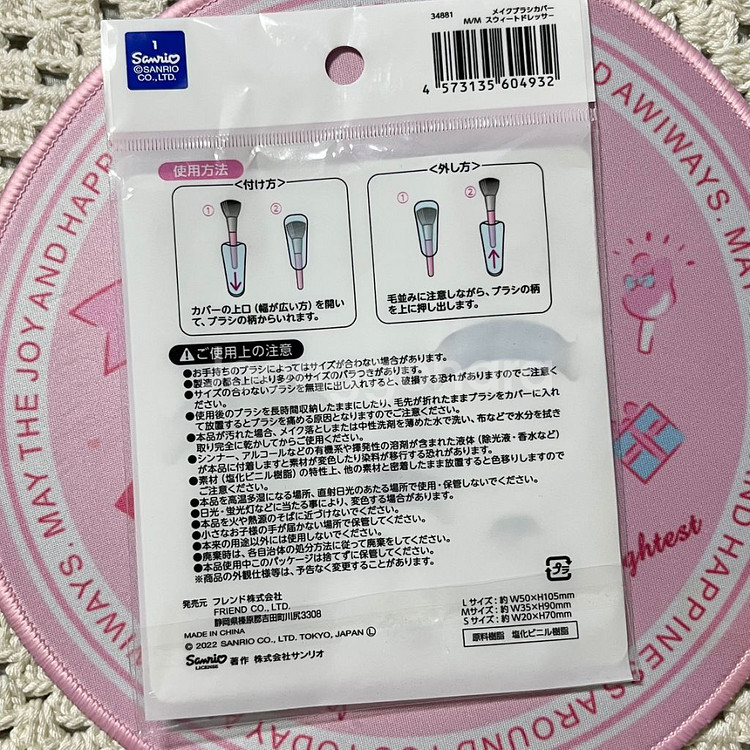 1
Sanrio
©SANRIO
CO., LTD.
34881
メイクブラシカバー
M/M スウィートドレッサー
4 573135 604932
使用方法
<付け方>
① ②
カバーの上口(幅が広い方)を開い
て、ブラシの柄からいれます。
<外し方>
① ②
毛並みに注意しながら、ブラシの柄
を上に押し出します。
ご使用上の注意
●お手持ちのブラシによってはサイズが合わない場合があります。
●製造の都合上により多少のサイズのバラつきがあります。
●サイズの合わないブラシを無理に出し入れすると、破損する恐れがありますのでご注意く
ださい。
●使用後のブラシを長時間収納したままにしたり、毛先が折れたままブラシをカバーに入れ
て放置するとブラシを痛める原因となりますのでご注意ください。
●本品が汚れた場合、メイク落としまたは中性洗剤を薄めた水で洗い、布などで水分を拭き
取り完全に乾かしてからご使用ください。
●シンナー、アルコールなどの有機系や揮発性の溶剤が含まれた液体(除光液・香水など)
が本品に付着しますと素材が変色したり染料が移行する恐れがあります。
●素材(塩化ビニル樹脂)の特性上、他の素材と密着したまま放置すると色移りしますので
ご注意ください。
●本品を高温多湿になる場所、直射日光のあたる場所で使用・保管しないでください。
●日光・蛍光灯などに当たる事により、変色する場合があります。
●本品を火や熱源のそばに近づけないでください。
●小さなお子様の手が届かない場所で保管してください。
●本来の用途以外には使用しないでください。
●廃棄時は、各自治体の処分方法に従って廃棄をしてください。
●本品使用中このパッケージは捨てずに保管してください。
※商品の外観仕様等は、予告なく変更することがあります。
プラ
発売元 フレンド株式会社
FRIEND CO., LTD.
静岡県榛原郡吉田町川尻3308
MADE IN CHINA
© 2022 SANRIO CO., LTD. TOKYO, JAPAN Ⓛ
Sanrio
LICENSE
著作 株式会社サンリオ
Lサイズ: 約 W50×H105mm
Mサイズ: 約 W35×H90mm
Sサイズ: 約 W20×H70mm
原料樹脂 塩化ビニル樹脂
D AWIWAYS. MA
AWIWAYS. MAY THE JOY AND HAPP
AND HAPPINESS AROUND YOU TODAY
ghtest